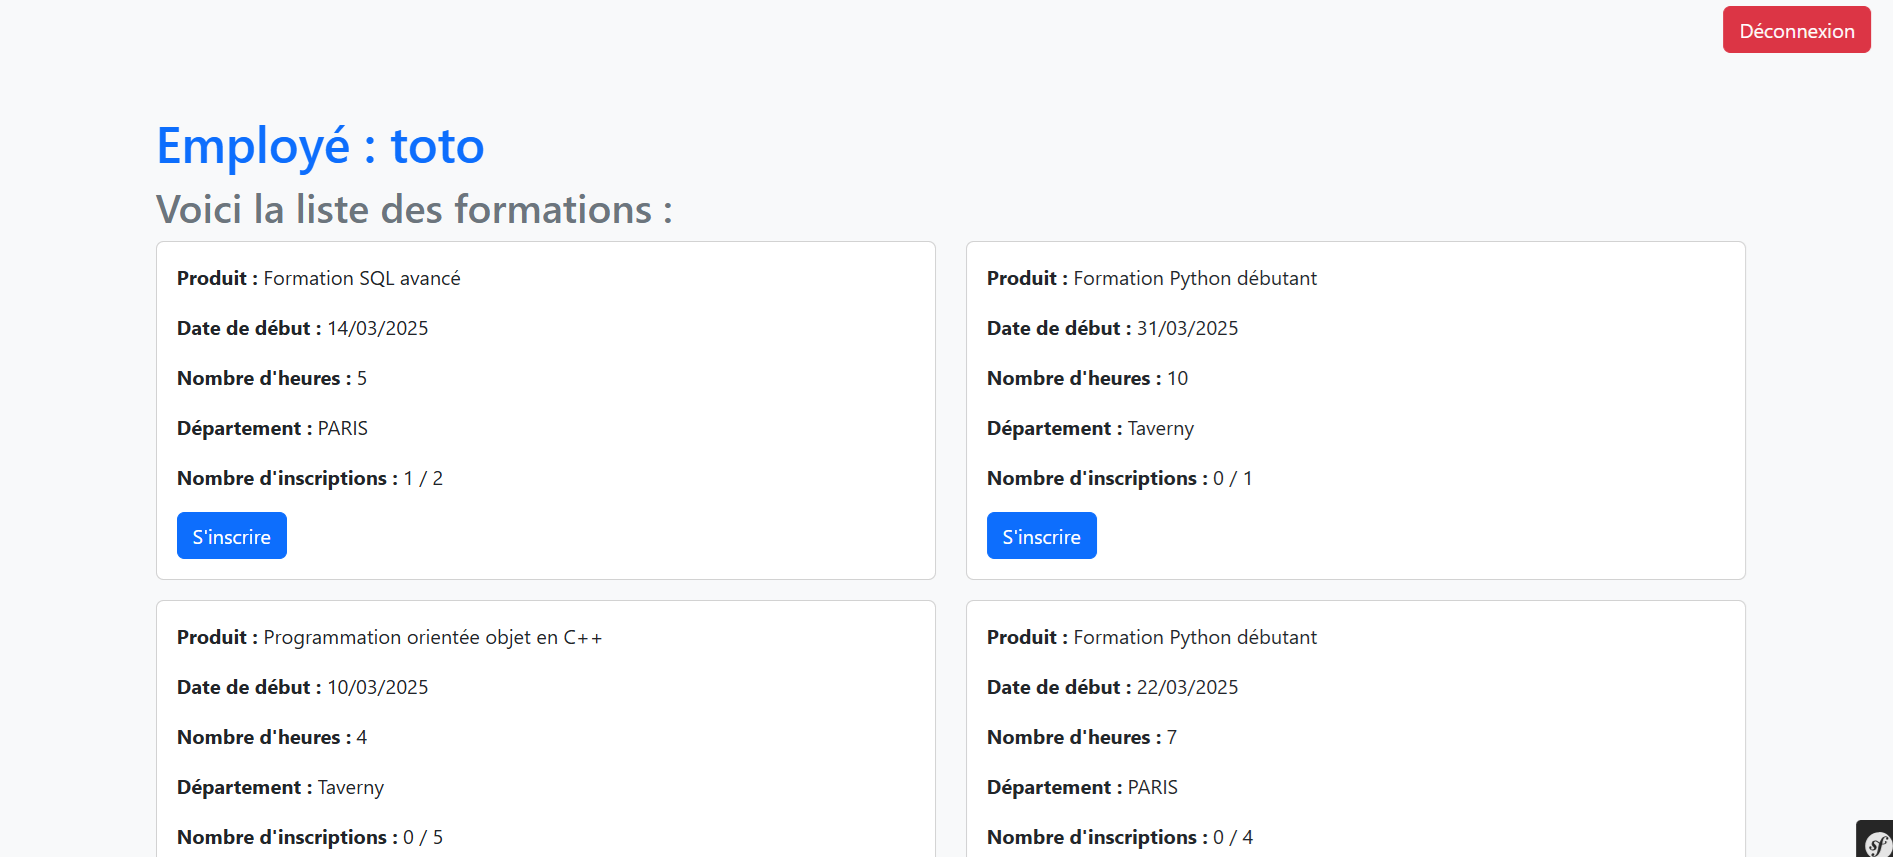 Déconnexion
Employé : toto
Voici la liste des formations :
Produit : Formation SQL avancé
Date de début : 14/03/2025
Nombre d'heures : 5
Département : PARIS
Nombre d'inscriptions : 1 / 2
S'inscrire
Produit : Formation Python débutant
Date de début : 31/03/2025
Nombre d'heures : 10
Département : Taverny
Nombre d'inscriptions : 0 / 1
S'inscrire
Produit : Programmation orientée objet en C++
Date de début : 10/03/2025
Nombre d'heures : 4
Département : Taverny
Nombre d'inscriptions : 0 / 5
Produit : Formation Python débutant
Date de début : 22/03/2025
Nombre d'heures : 7
Département : PARIS
Nombre d'inscriptions : 0 / 4
sf